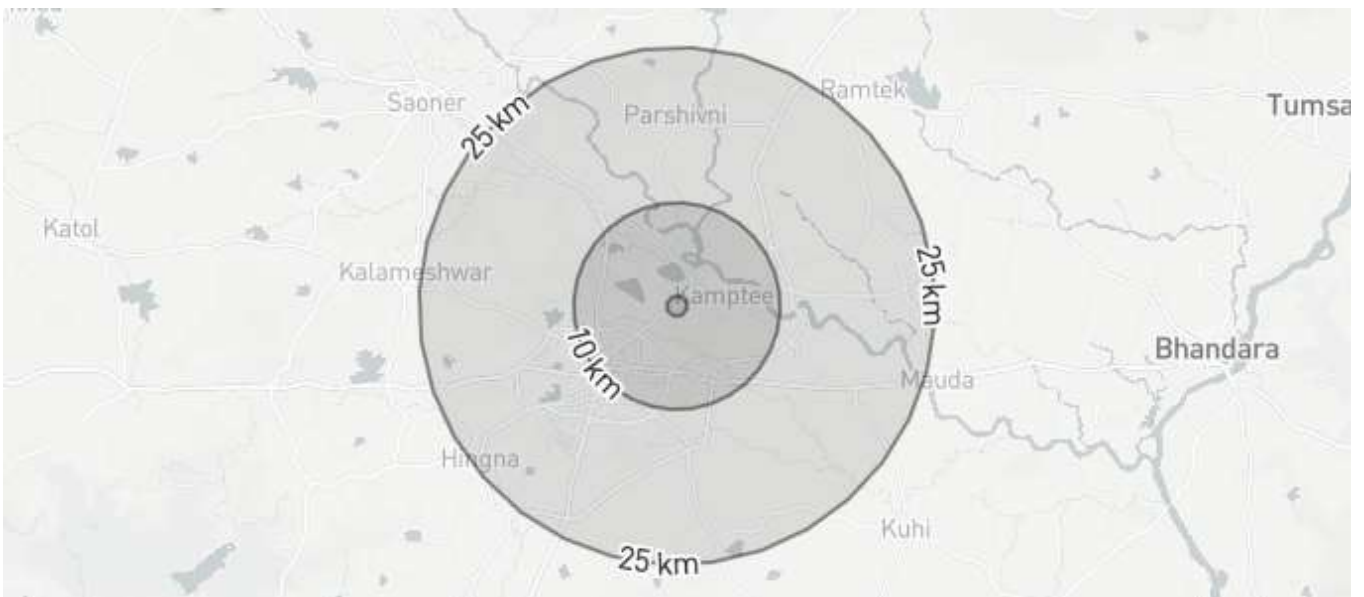 Saoner
Ramtek
Tumsa
Parshivni
25 km
Katol
Kalameshwar
25 km
Kamptee
10 km
Bhandara
Mauda
Hingna
Kuhi
25 km